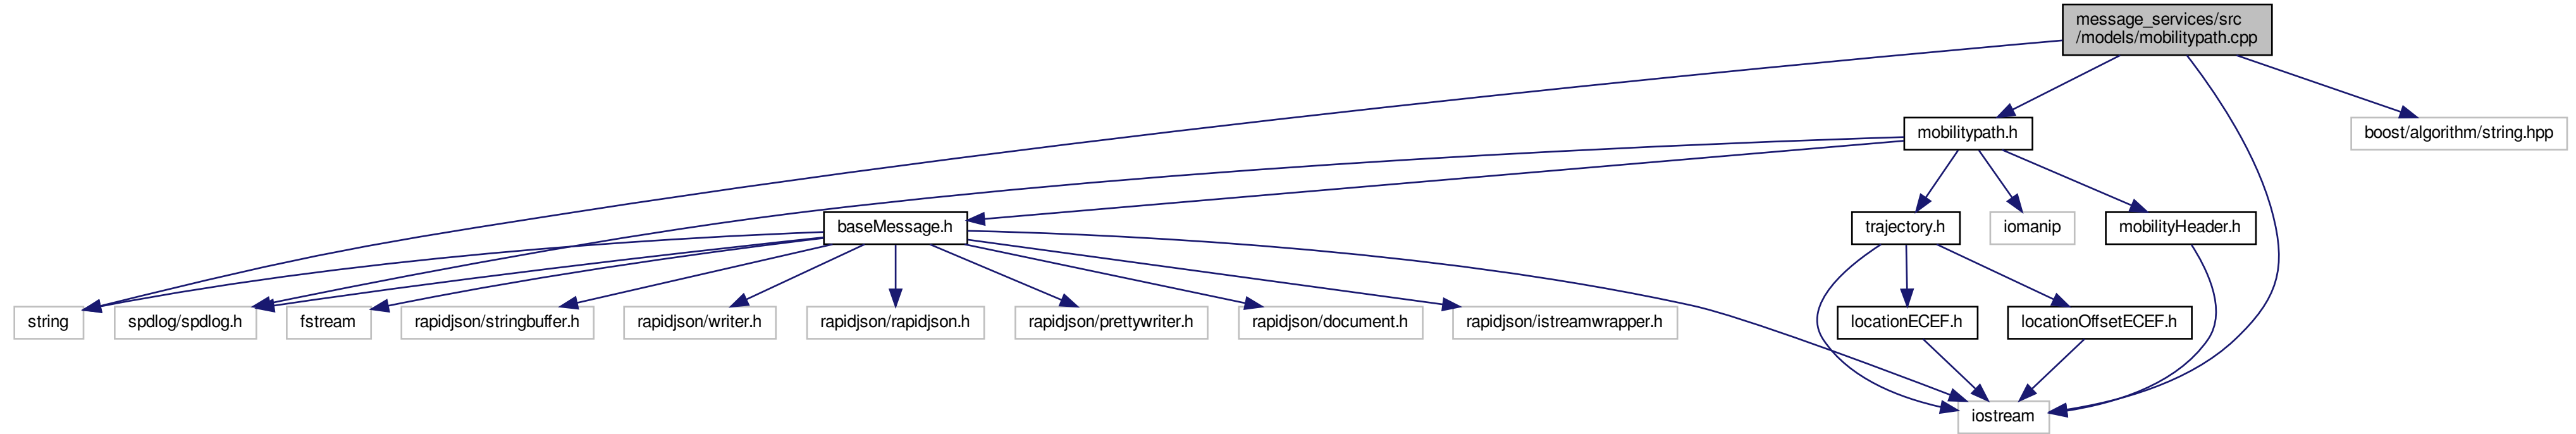 message_services/src
/models/mobilitypath.cpp
mobilitypath.h
boost/algorithm/string.hpp
baseMessage.h
trajectory.h
iomanip
mobilityHeader.h
string
spdlog/spdlog.h
fstream
rapidjson/stringbuffer.h
rapidjson/writer.h
rapidjson/rapidjson.h
rapidjson/prettywriter.h
rapidjson/document.h
rapidjson/istreamwrapper.h
locationECEF.h
locationOffsetECEF.h
iostream